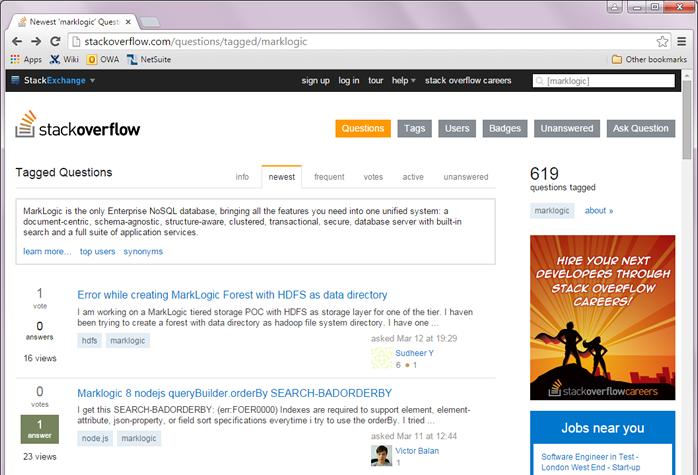 Newest 'marklogic' Questi
stackoverflow.com/questions/tagged/marklogic
Apps Wiki OWA NetSuite Other bookmarks
StackExchange sign up log in tour help stack overflow careers [marklogic]
stackoverflow Questions Tags Users Badges Unanswered Ask Question
Tagged Questions info newest frequent votes active unanswered
619
questions tagged
marklogic about »
MarkLogic is the only Enterprise NoSQL database, bringing all the features you need into one unified system: a
document-centric, schema-agnostic, structure-aware, clustered, transactional, secure, database server with built-in
search and a full suite of application services.
learn more... top users synonyms
1
vote
0
answers
16 views
Error while creating MarkLogic Forest with HDFS as data directory
I am working on a MarkLogic tiered storage POC with HDFS as storage layer for one of the tier. I haven
been trying to create a forest with data directory as hadoop file system directory. I have one ...
hdfs marklogic
asked Mar 12 at 19:29
Sudheer Y
6 1
0
votes
1
answer
23 views
Marklogic 8 nodejs queryBuilder.orderBy SEARCH-BADORDERBY
I get this SEARCH-BADORDERBY: (err:FOER0000) Indexes are required to support element, element-
attribute, json-property, or field sort specifications everytime i try to use the orderBy. I tried ...
node.js marklogic
asked Mar 11 at 12:44
Victor Balan
1
HIRE YOUR NEXT
DEVELOPERS THROUGH
STACK OVERFLOW
CAREERS!
stackoverflowcareers
Jobs near you
Software Engineer in Test -
London West End - Start-up